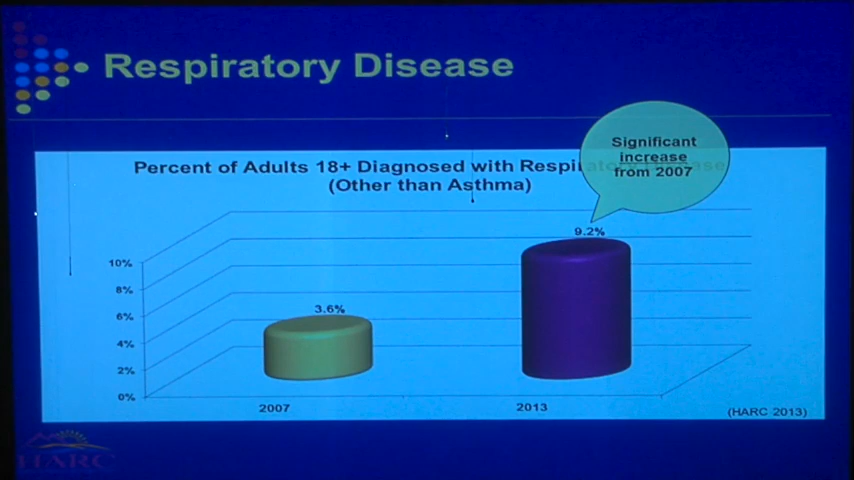 Respiratory Disease
Significant
increase
from 2007
Percent of Adults 18+ Diagnosed with Respiratory Disease
(Other than Asthma)
10%
8%
6%
4%
2%
0%
3.6%
9.2%
2007
2013
(HARC 2013)
HARC